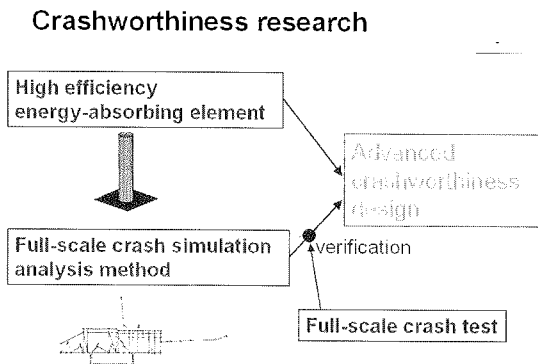 Crashworthiness research
High efficiency
energy-absorbing element
Advanced
crashworthiness
design
Full-scale crash simulation
analysis method
verification
Full-scale crash test